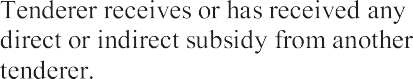 Tenderer receives or has received any
direct or indirect subsidy from another
tenderer.